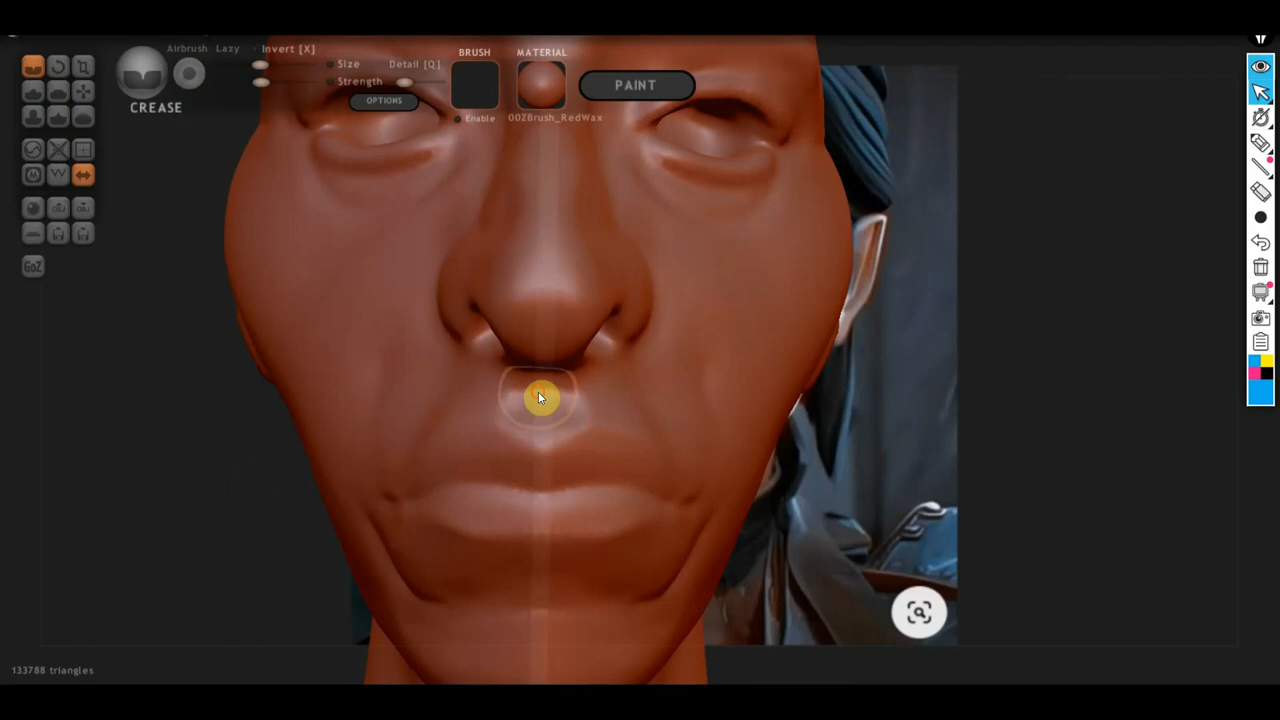 Airbrush Lazy Invert [X]
Size Detail [Q]
Strength
OPTIONS
CREASE
BRUSH
Enable
MATERIAL
00ZBrush_RedWax
PAINT
GoZ
133788 triangles